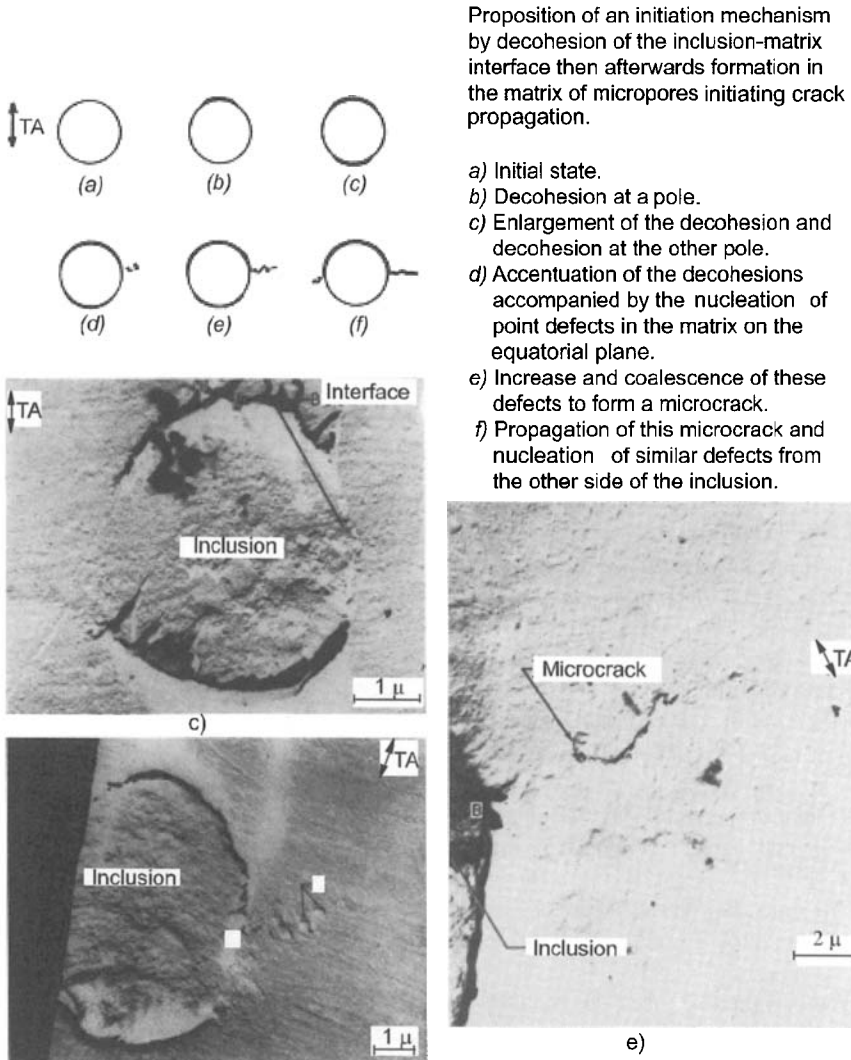 Proposition of an initiation mechanism
by decohesion of the inclusion-matrix
interface then afterwards formation in
the matrix of micropores initiating crack
propagation.
a) Initial state.
b) Decohesion at a pole.
c) Enlargement of the decohesion and
decohesion at the other pole.
d) Accentuation of the decohesions
accompanied by the nucleation of
point defects in the matrix on the
equatorial plane.
e) Increase and coalescence of these
defects to form a microcrack.
f) Propagation of this microcrack and
nucleation of similar defects from
the other side of the inclusion.
TA
(a) (b) (c)
(d) (e) (f)
TA
Interface
Inclusion
1 μ
c)
TA
Inclusion
1 μ
TA
Microcrack
B
Inclusion
2 μ
e)